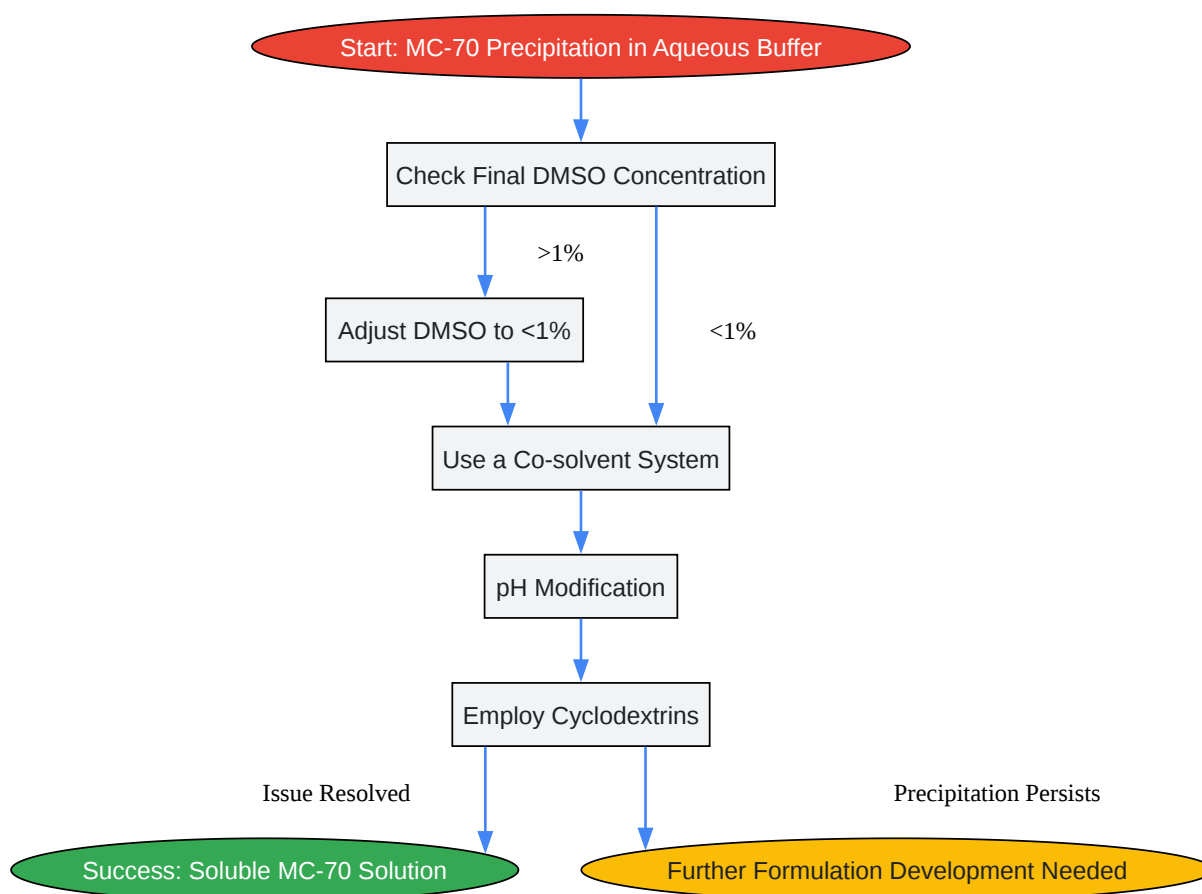 Start: MC-70 Precipitation in Aqueous Buffer
Check Final DMSO Concentration
>1%
Adjust DMSO to <1%
<1%
Use a Co-solvent System
pH Modification
Employ Cyclodextrins
Issue Resolved
Precipitation Persists
Success: Soluble MC-70 Solution
Further Formulation Development Needed